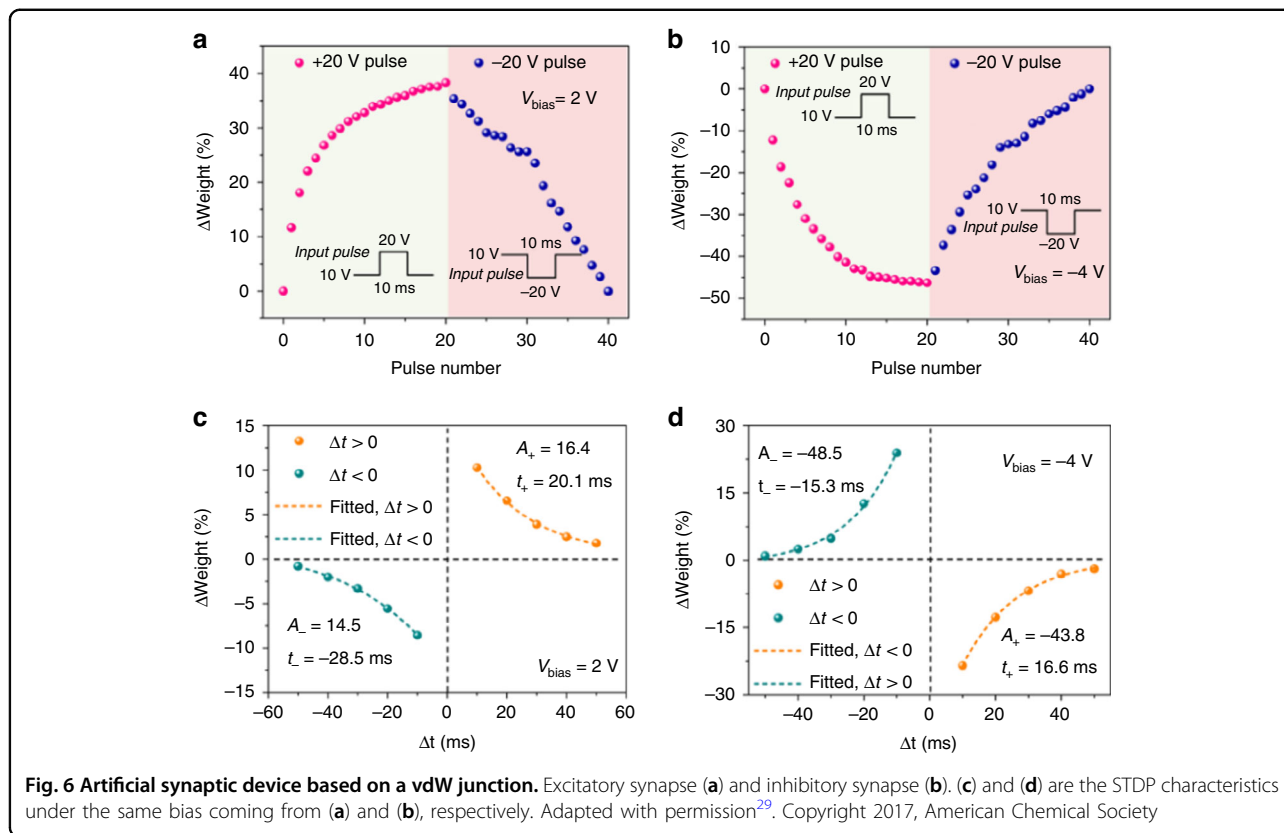 a
+20 V pulse
−20 V pulse
V_bias = 2 V
Input pulse
20 V
10 V
10 ms
10 V
10 ms
Input pulse
−20 V
40
30
20
10
0
ΔWeight (%)
0
10
20
30
40
Pulse number
b
+20 V pulse
−20 V pulse
Input pulse
20 V
10 V
10 ms
10 V
10 ms
Input pulse
−20 V
V_bias = −4 V
10
0
−10
−20
−30
−40
−50
ΔWeight (%)
0
10
20
30
40
Pulse number
c
Δt > 0
Δt < 0
Fitted, Δt > 0
Fitted, Δt < 0
A₊ = 16.4
t₊ = 20.1 ms
A₋ = 14.5
t₋ = −28.5 ms
V_bias = 2 V
15
10
5
0
−5
−10
−15
ΔWeight (%)
−60
−40
−20
0
20
40
60
Δt (ms)
d
A₋ = −48.5
t₋ = −15.3 ms
V_bias = −4 V
Δt > 0
Δt < 0
Fitted, Δt < 0
Fitted, Δt > 0
A₊ = −43.8
t₊ = 16.6 ms
30
15
0
−15
−30
ΔWeight (%)
−40
−20
0
20
40
Δt (ms)
Fig. 6 Artificial synaptic device based on a vdW junction. Excitatory synapse (a) and inhibitory synapse (b). (c) and (d) are the STDP characteristics
under the same bias coming from (a) and (b), respectively. Adapted with permission²⁹. Copyright 2017, American Chemical Society